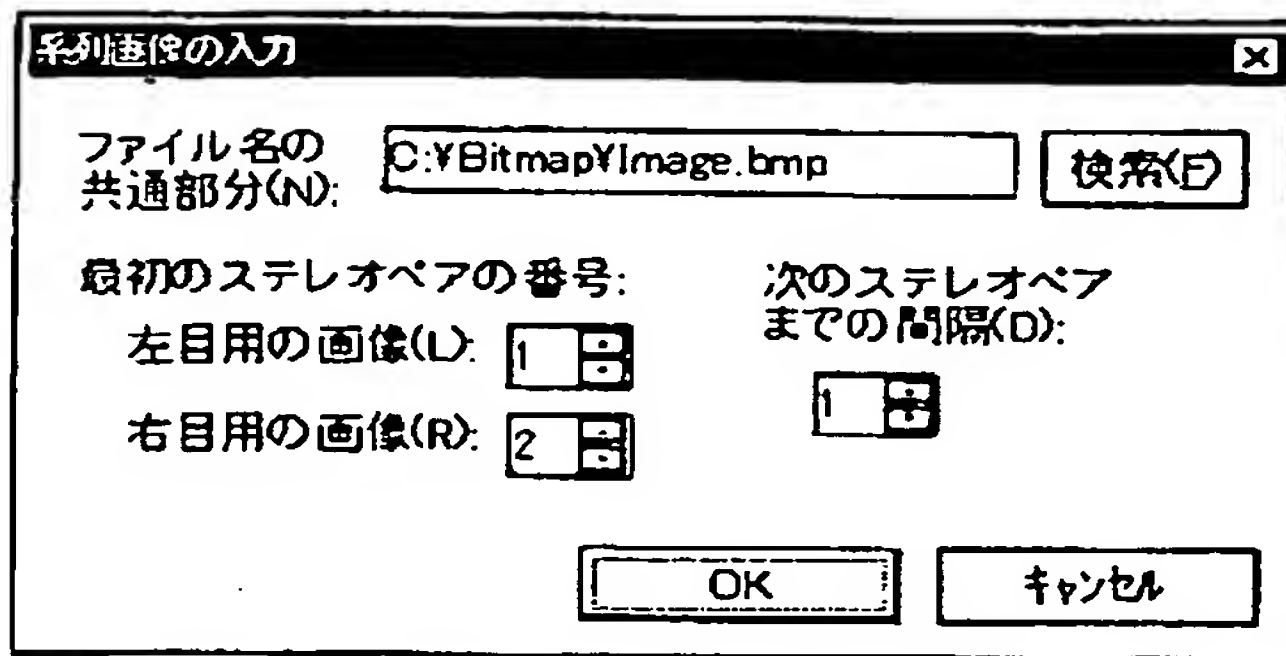 系列画像の入力
ファイル名の
共通部分(N):
C:¥Bitmap¥Image.bmp
検索(F)
最初のステレオペアの番号:
次のステレオペア
までの間隔(D):
左目用の画像(L):
1
1
右目用の画像(R):
2
OK
キャンセル